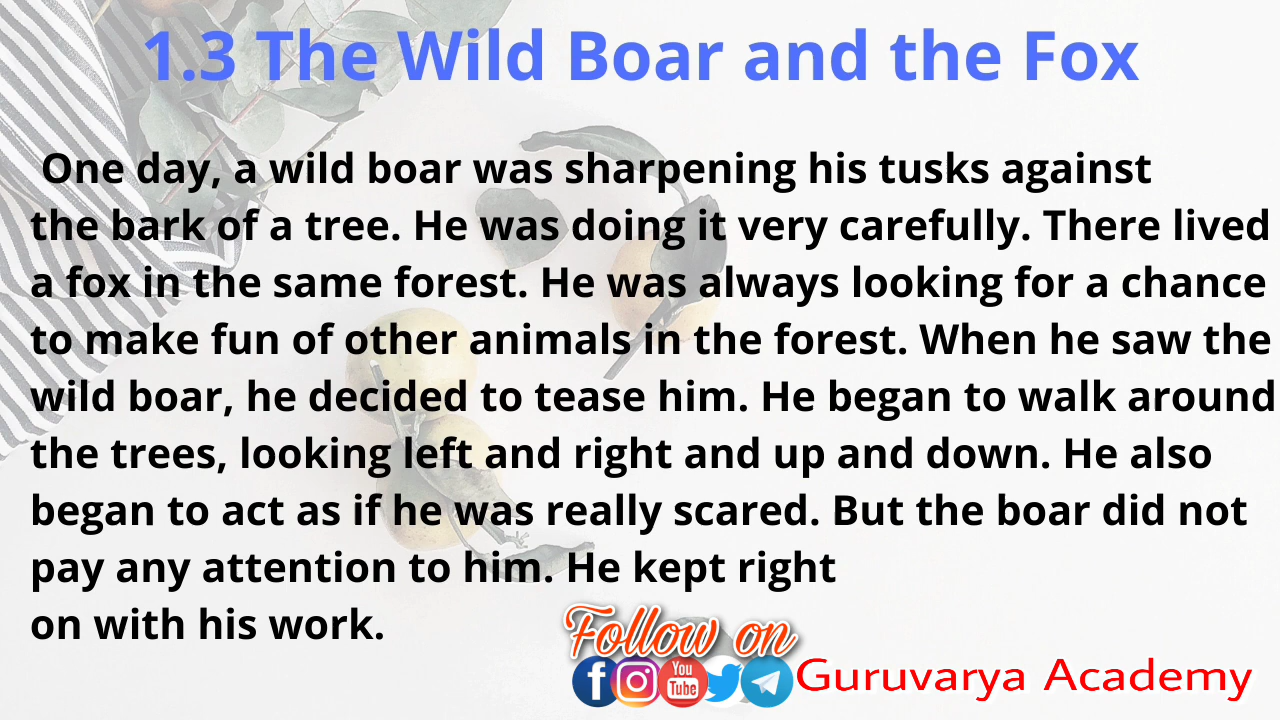 1.3 The Wild Boar and the Fox
One day, a wild boar was sharpening his tusks against
the bark of a tree. He was doing it very carefully. There lived
a fox in the same forest. He was always looking for a chance
to make fun of other animals in the forest. When he saw the
wild boar, he decided to tease him. He began to walk around
the trees, looking left and right and up and down. He also
began to act as if he was really scared. But the boar did not
pay any attention to him. He kept right
on with his work.
Follow on
You
Tube
Guruvarya Academy